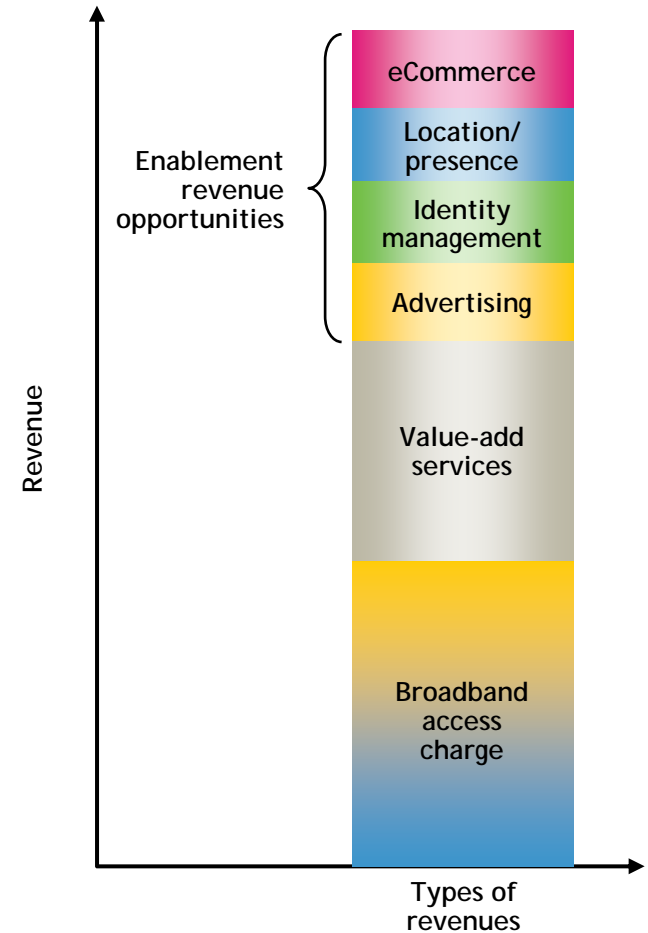 eCommerce
Location/
presence
Enablement
revenue
opportunities
Identity
management
Advertising
Revenue
Value-add
services
Broadband
access
charge
Types of
revenues